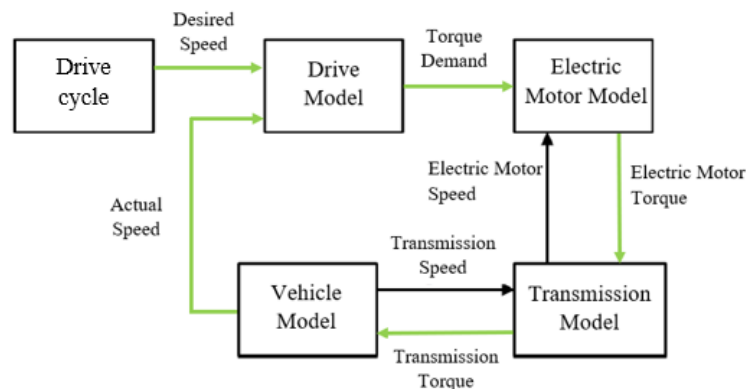 Desired
Speed
Drive
cycle
Drive
Model
Torque
Demand
Electric
Motor Model
Actual
Speed
Electric Motor
Speed
Electric Motor
Torque
Vehicle
Model
Transmission
Speed
Transmission
Model
Transmission
Torque